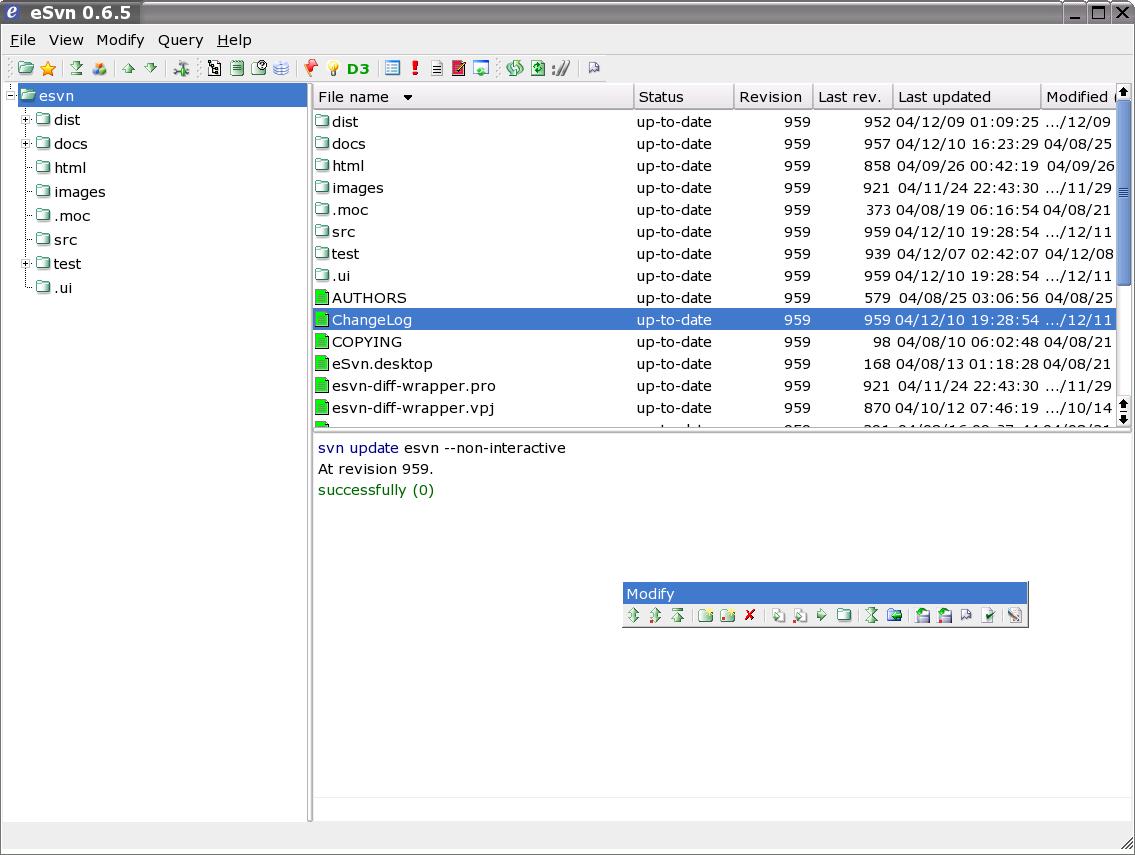 eSvn 0.6.5
File View Modify Query Help
D3
esvn
dist
docs
html
images
.moc
src
test
.ui
File name Status Revision Last rev. Last updated Modified
dist up-to-date 959 952 04/12/09 01:09:25 .../12/09
docs up-to-date 959 957 04/12/10 16:23:29 04/08/25
html up-to-date 959 858 04/09/26 00:42:19 04/09/26
images up-to-date 959 921 04/11/24 22:43:30 .../11/29
.moc up-to-date 959 373 04/08/19 06:16:54 04/08/21
src up-to-date 959 959 04/12/10 19:28:54 .../12/11
test up-to-date 959 939 04/12/07 02:42:07 04/12/08
.ui up-to-date 959 959 04/12/10 19:28:54 .../12/11
AUTHORS up-to-date 959 579 04/08/25 03:06:56 04/08/25
ChangeLog up-to-date 959 959 04/12/10 19:28:54 .../12/11
COPYING up-to-date 959 98 04/08/10 06:02:48 04/08/21
eSvn.desktop up-to-date 959 168 04/08/13 01:18:28 04/08/21
esvn-diff-wrapper.pro up-to-date 959 921 04/11/24 22:43:30 .../11/29
esvn-diff-wrapper.vpj up-to-date 959 870 04/10/12 07:46:19 .../10/14
svn update esvn --non-interactive
At revision 959.
successfully (0)
Modify